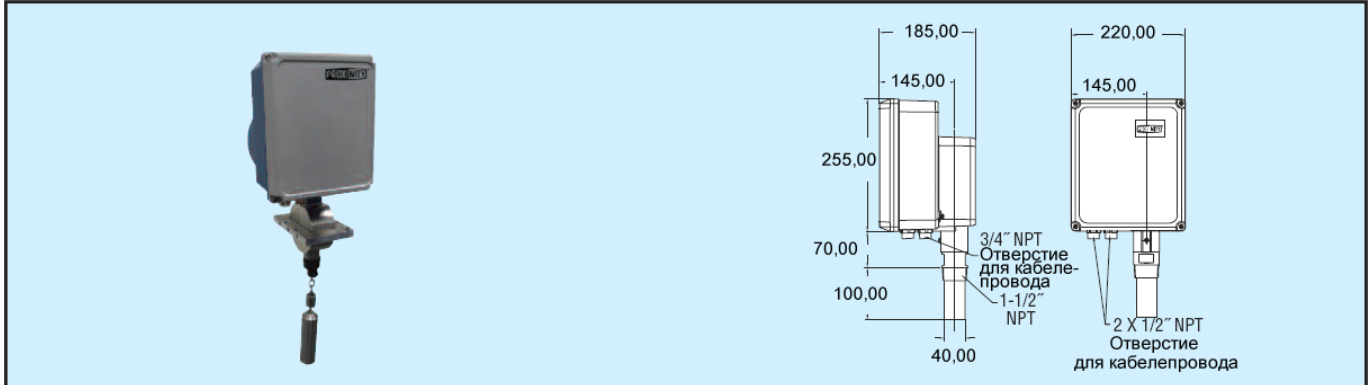 PROXIMITY
185,00
220,00
145,00
145,00
255,00
3/4˝ NPT
Отверстие
для кабеле-
провода
70,00
100,00
1-1/2˝
NPT
40,00
2 X 1/2˝ NPT
Отверстие
для кабелепровода